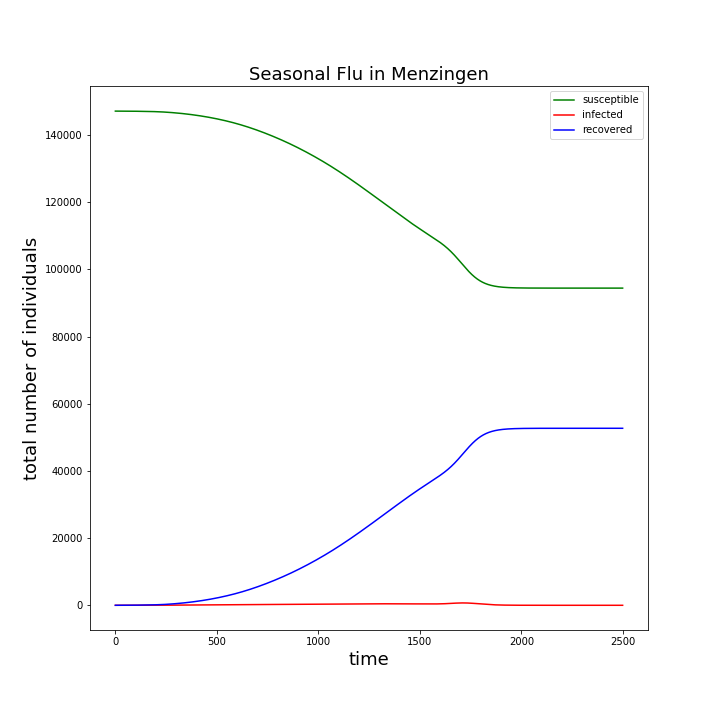 Seasonal Flu in Menzingen
susceptible
infected
recovered
total number of individuals
140000
120000
100000
80000
60000
40000
20000
0
0 500 1000 1500 2000 2500
time